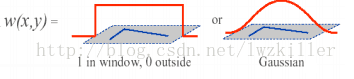 w(x,y) =
or
1 in window, 0 outside
Gaussian
http://blog.csdn.net/lwzkiller